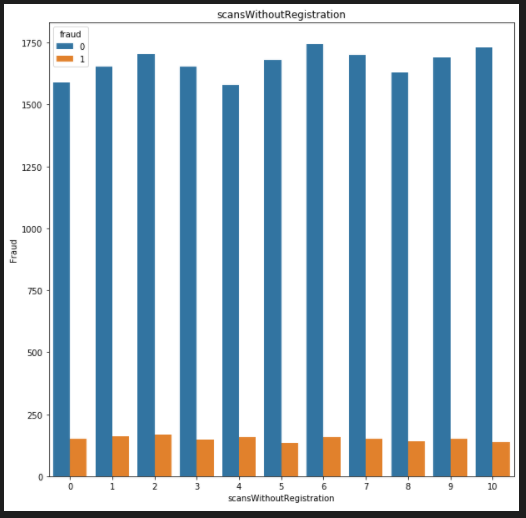 scansWithoutRegistration
fraud
0
1
1750
1500
1250
1000
750
500
250
0
Fraud
0 1 2 3 4 5 6 7 8 9 10
scansWithoutRegistration